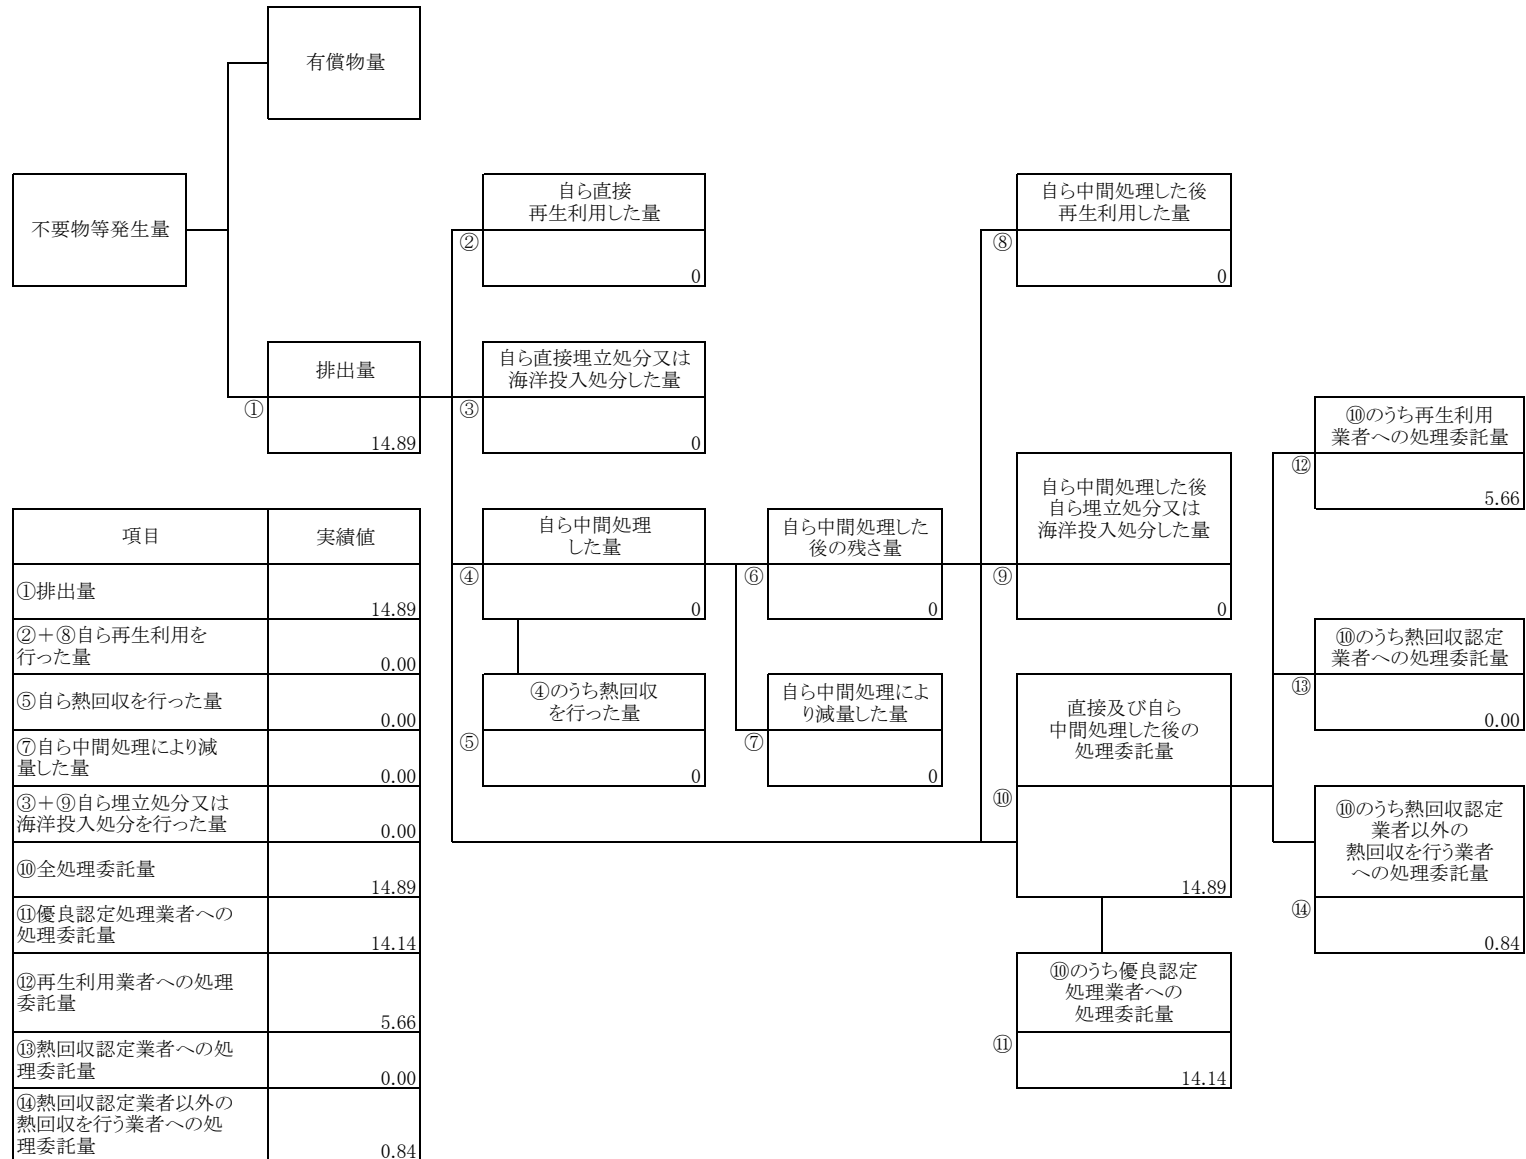 有償物量
不要物等発生量
自ら直接
再生利用した量
②
0
自ら中間処理した後
再生利用した量
⑧
0
排出量
①
14.89
自ら直接埋立処分又は
海洋投入処分した量
③
0
⑩のうち再生利用
業者への処理委託量
⑫
5.66
自ら中間処理
した量
④
0
自ら中間処理した
後の残さ量
⑥
0
自ら中間処理した後
自ら埋立処分又は
海洋投入処分した量
⑨
0
⑩のうち熱回収認定
業者への処理委託量
⑬
0.00
④のうち熱回収
を行った量
⑤
0
自ら中間処理によ
り減量した量
⑦
0
直接及び自ら
中間処理した後の
処理委託量
⑩
14.89
⑩のうち熱回収認定
業者以外の
熱回収を行う業者
への処理委託量
⑭
0.84
⑩のうち優良認定
処理業者への
処理委託量
⑪
14.14
項目 実績値
①排出量
14.89
②＋⑧自ら再生利用を
行った量
0.00
⑤自ら熱回収を行った量
0.00
⑦自ら中間処理により減
量した量
0.00
③＋⑨自ら埋立処分又は
海洋投入処分を行った量
0.00
⑩全処理委託量
14.89
⑪優良認定処理業者への
処理委託量
14.14
⑫再生利用業者への処理
委託量
5.66
⑬熱回収認定業者への処
理委託量
0.00
⑭熱回収認定業者以外の
熱回収を行う業者への処
理委託量
0.84